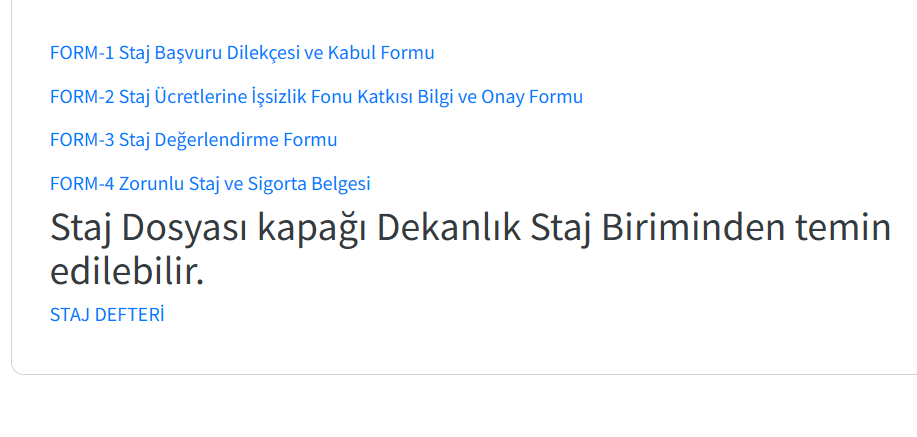 FORM-1 Staj Başvuru Dilekçesi ve Kabul Formu
FORM-2 Staj Ücretlerine İşsizlik Fonu Katkısı Bilgi ve Onay Formu
FORM-3 Staj Değerlendirme Formu
FORM-4 Zorunlu Staj ve Sigorta Belgesi
Staj Dosyası kapağı Dekanlık Staj Biriminden temin
edilebilir.
STAJ DEFTERİ